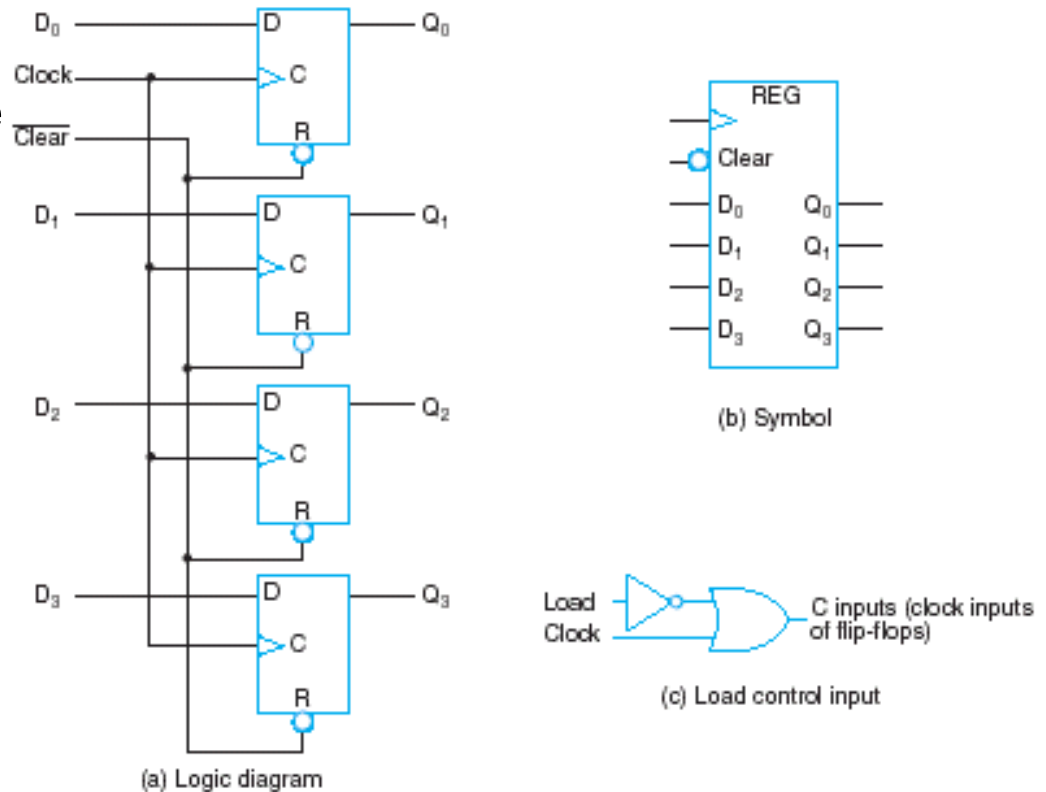 D₀ D Q₀
Clock C
e Clear R
D₁ D Q₁
C
R
D₂ D Q₂
C
R
D₃ D Q₃
C
R
(a) Logic diagram
REG
Clear
D₀ Q₀
D₁ Q₁
D₂ Q₂
D₃ Q₃
(b) Symbol
Load
Clock
C inputs (clock inputs
of flip-flops)
(c) Load control input